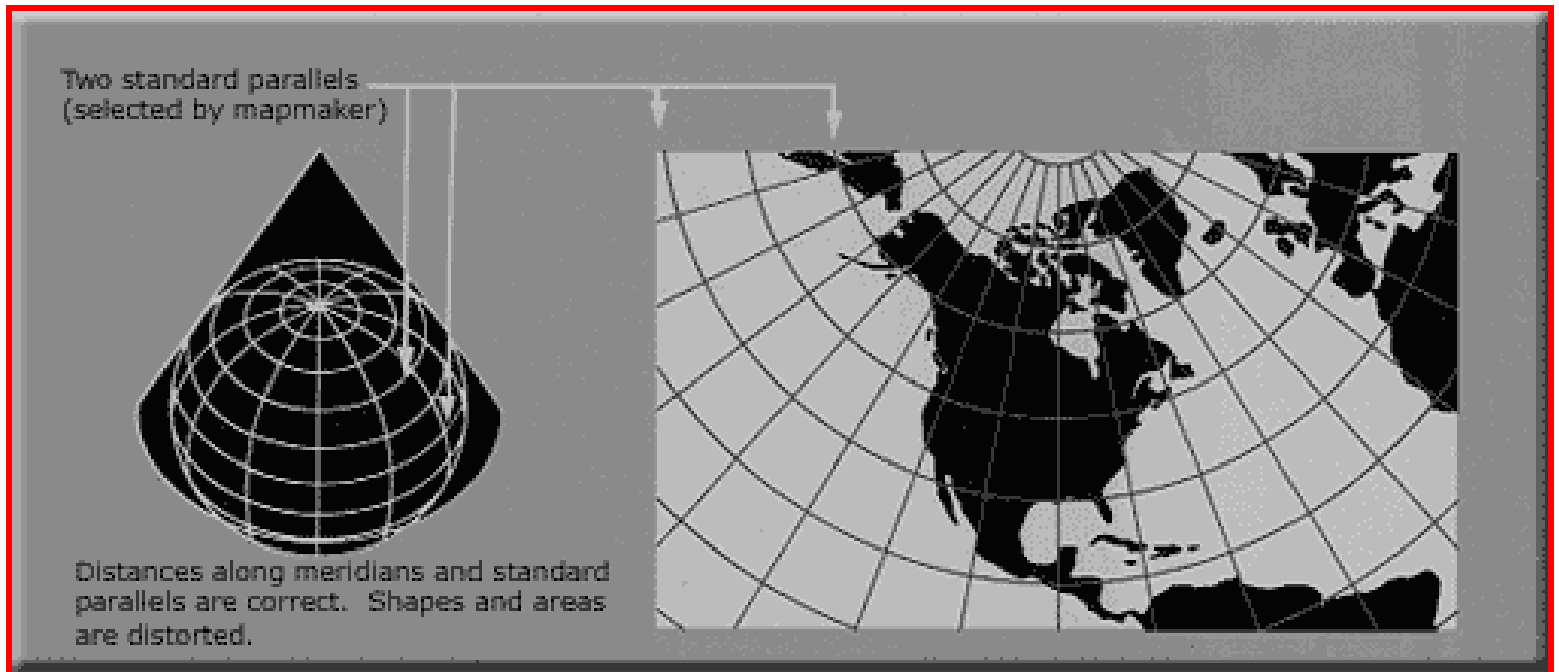 Two standard parallels
(selected by mapmaker)
Distances along meridians and standard
parallels are correct.  Shapes and areas
are distorted.